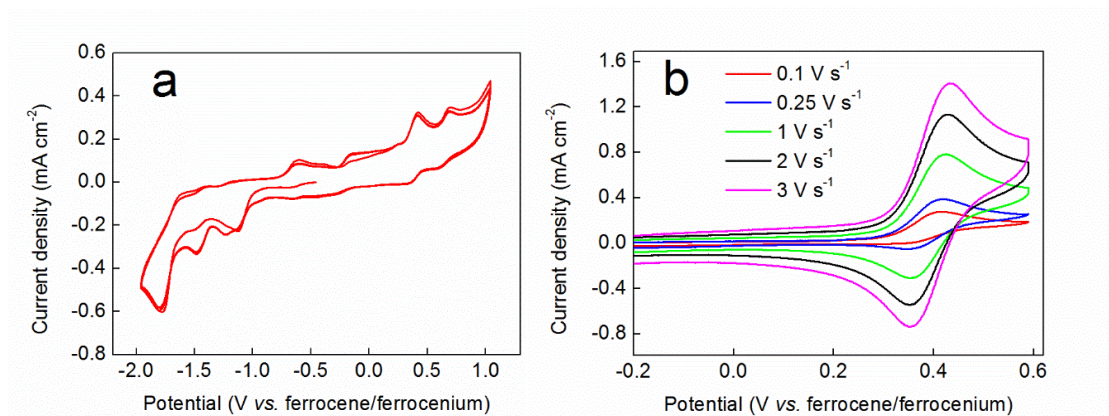 a
0.6
0.4
0.2
0.0
-0.2
-0.4
-0.6
-0.8
Current density (mA cm⁻²)
-2.0 -1.5 -1.0 -0.5 0.0 0.5 1.0
Potential (V vs. ferrocene/ferrocenium)
b
0.1 V s⁻¹
0.25 V s⁻¹
1 V s⁻¹
2 V s⁻¹
3 V s⁻¹
1.6
1.2
0.8
0.4
0.0
-0.4
-0.8
Current density (mA cm⁻²)
-0.2 0.0 0.2 0.4 0.6
Potential (V vs. ferrocene/ferrocenium)